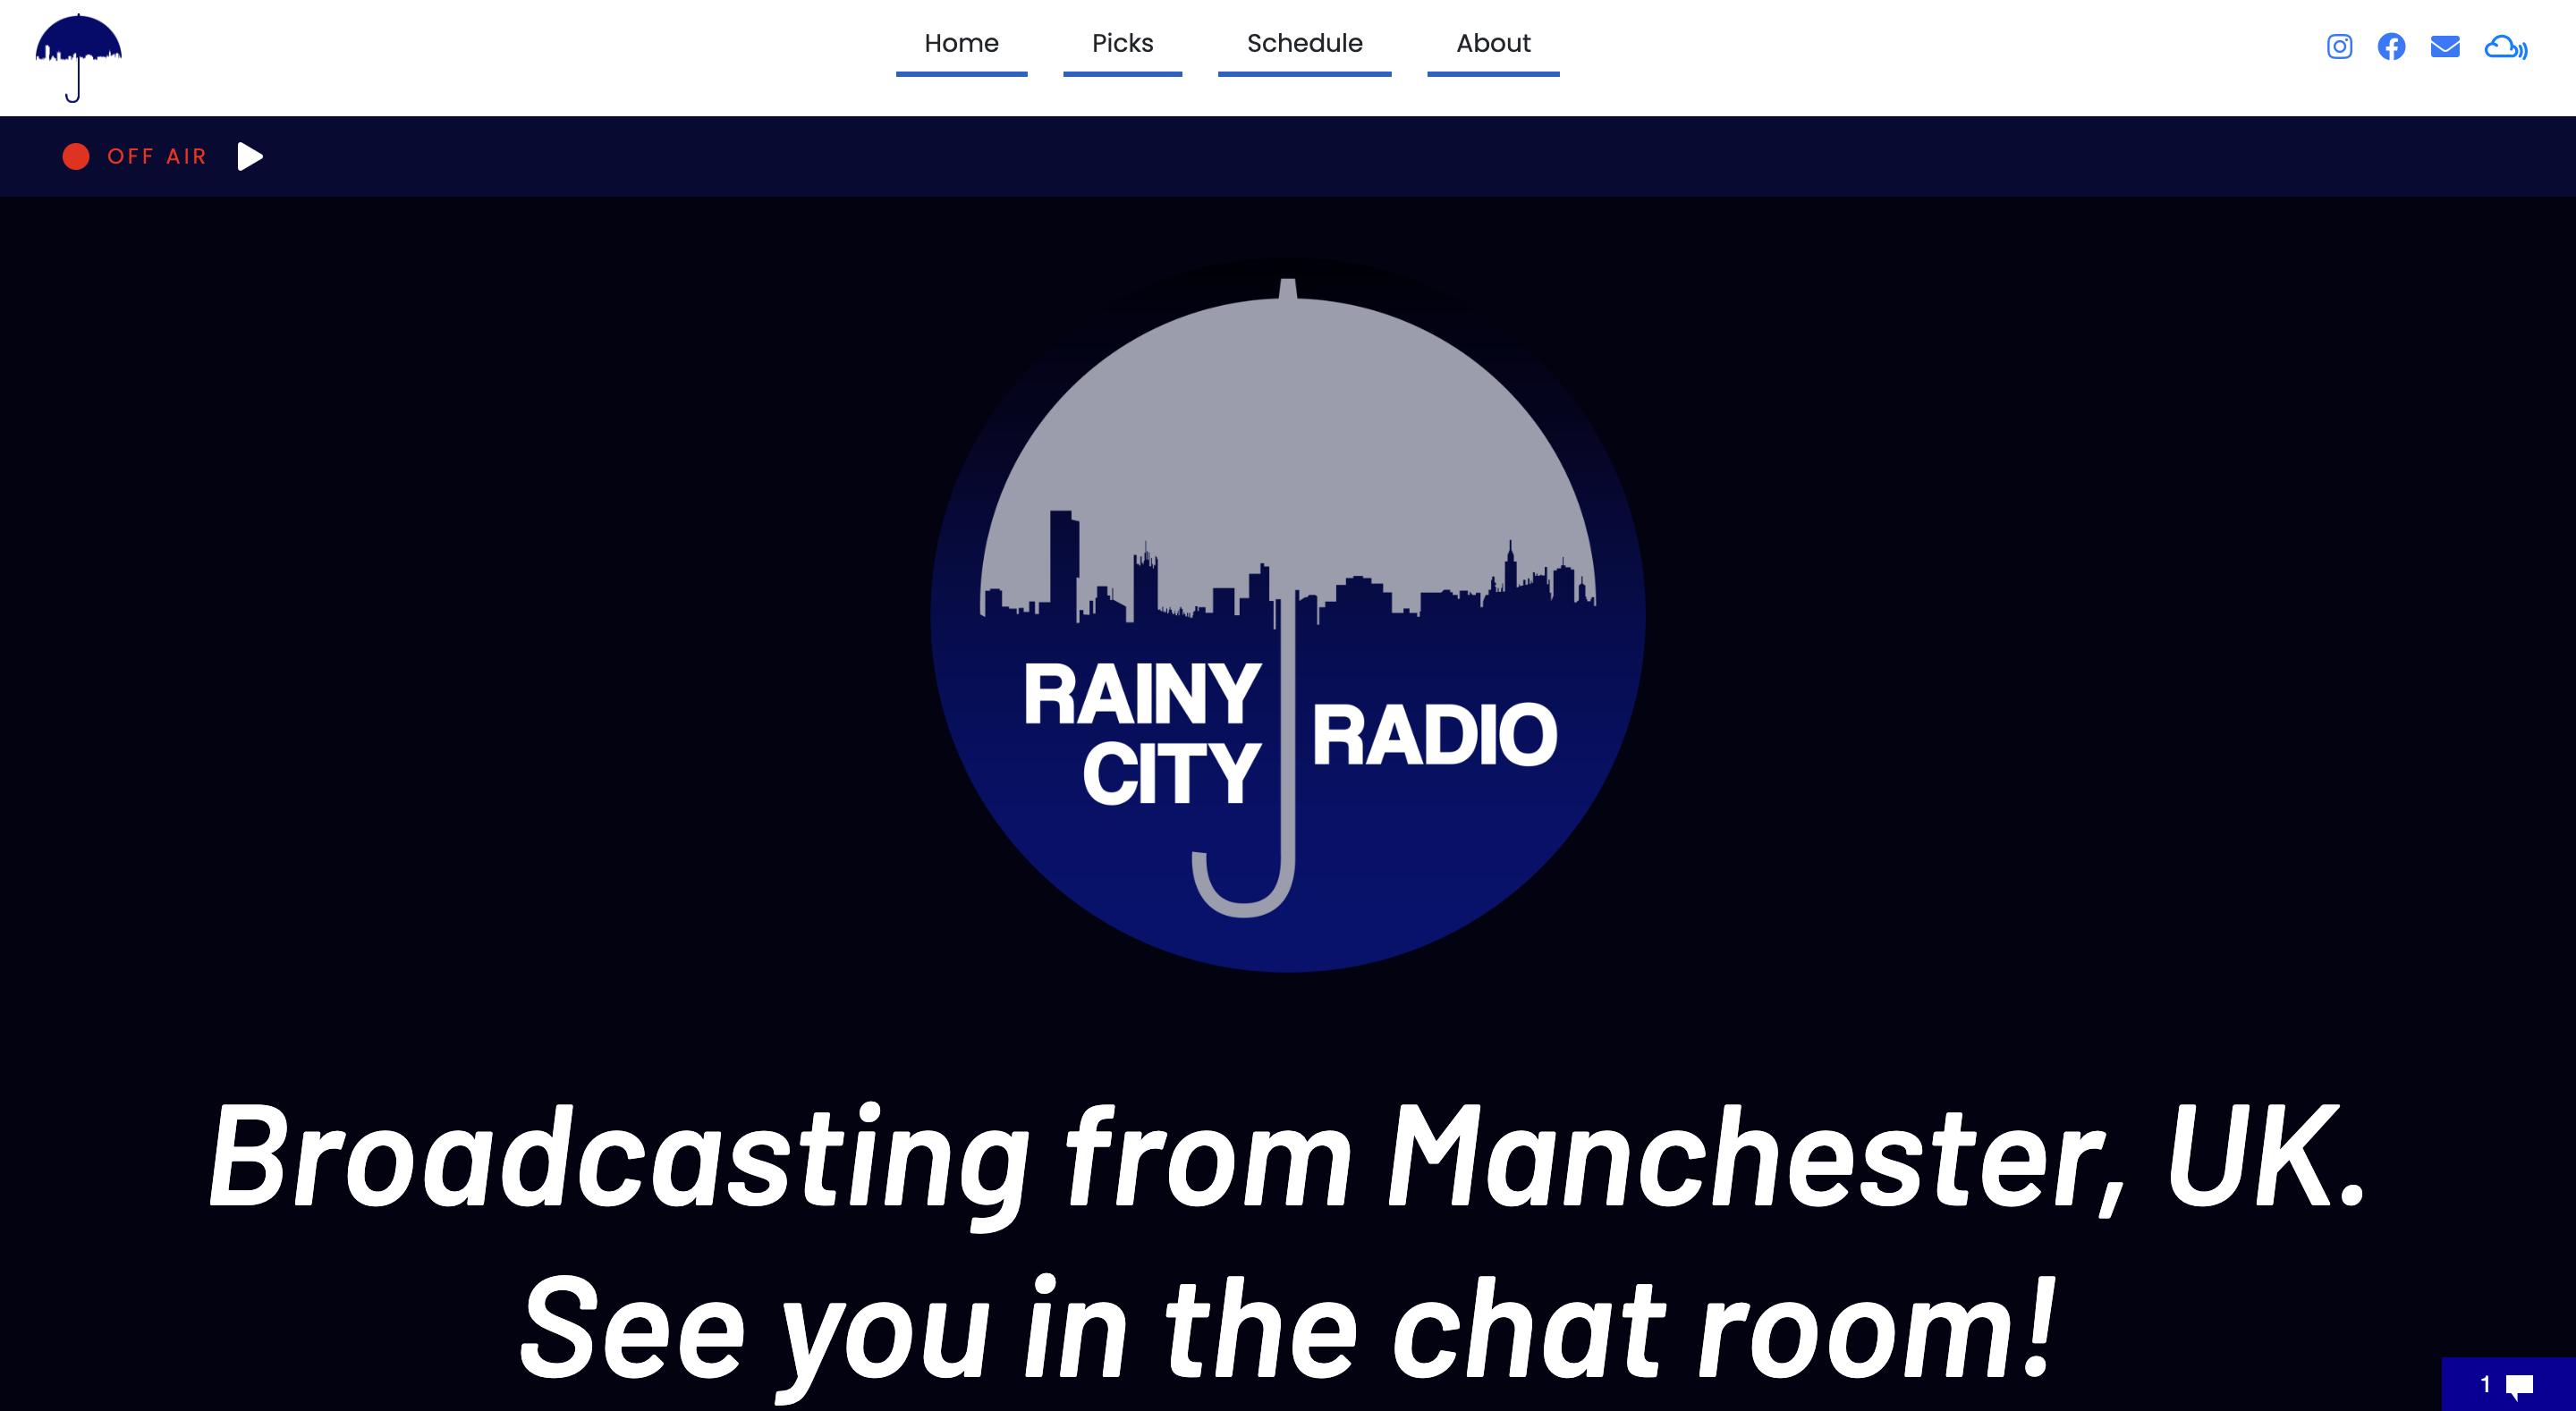 Home Picks Schedule About
OFF AIR
RAINY
CITY
RADIO
Broadcasting from Manchester, UK.
See you in the chat room!
1